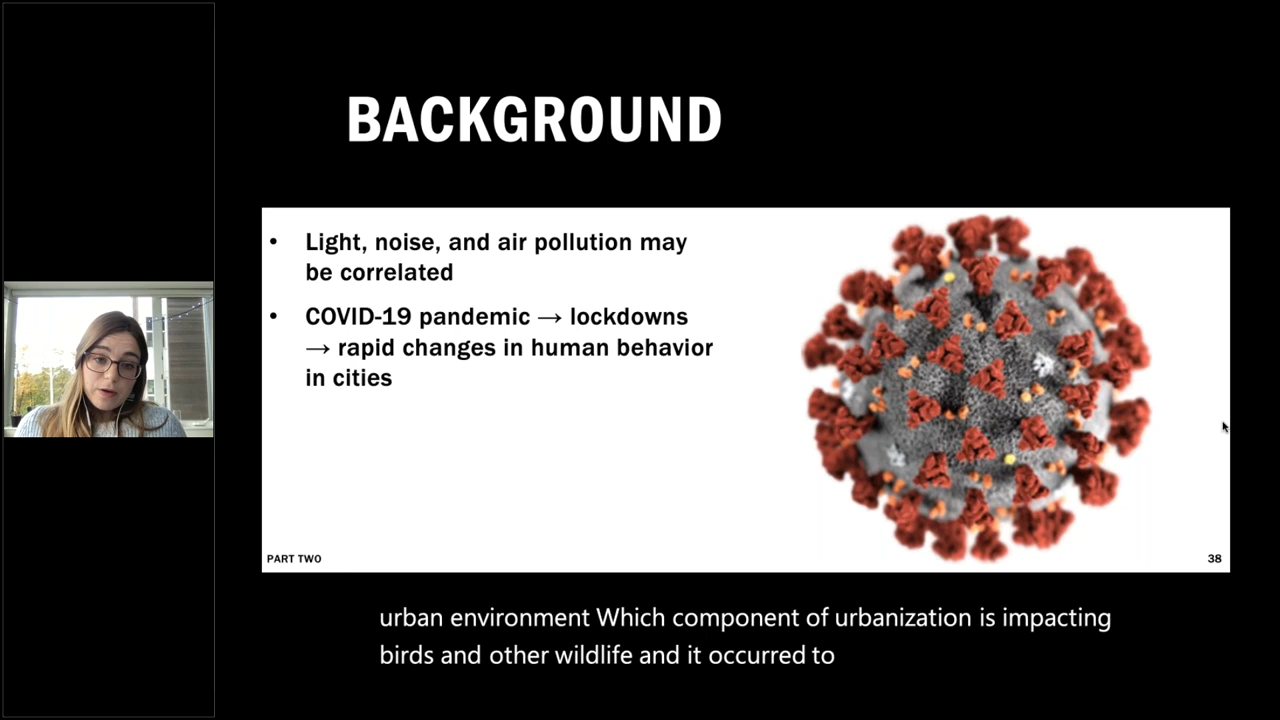 BACKGROUND
• Light, noise, and air pollution may
be correlated
• COVID-19 pandemic → lockdowns
→ rapid changes in human behavior
in cities
PART TWO
38
urban environment Which component of urbanization is impacting
birds and other wildlife and it occurred to